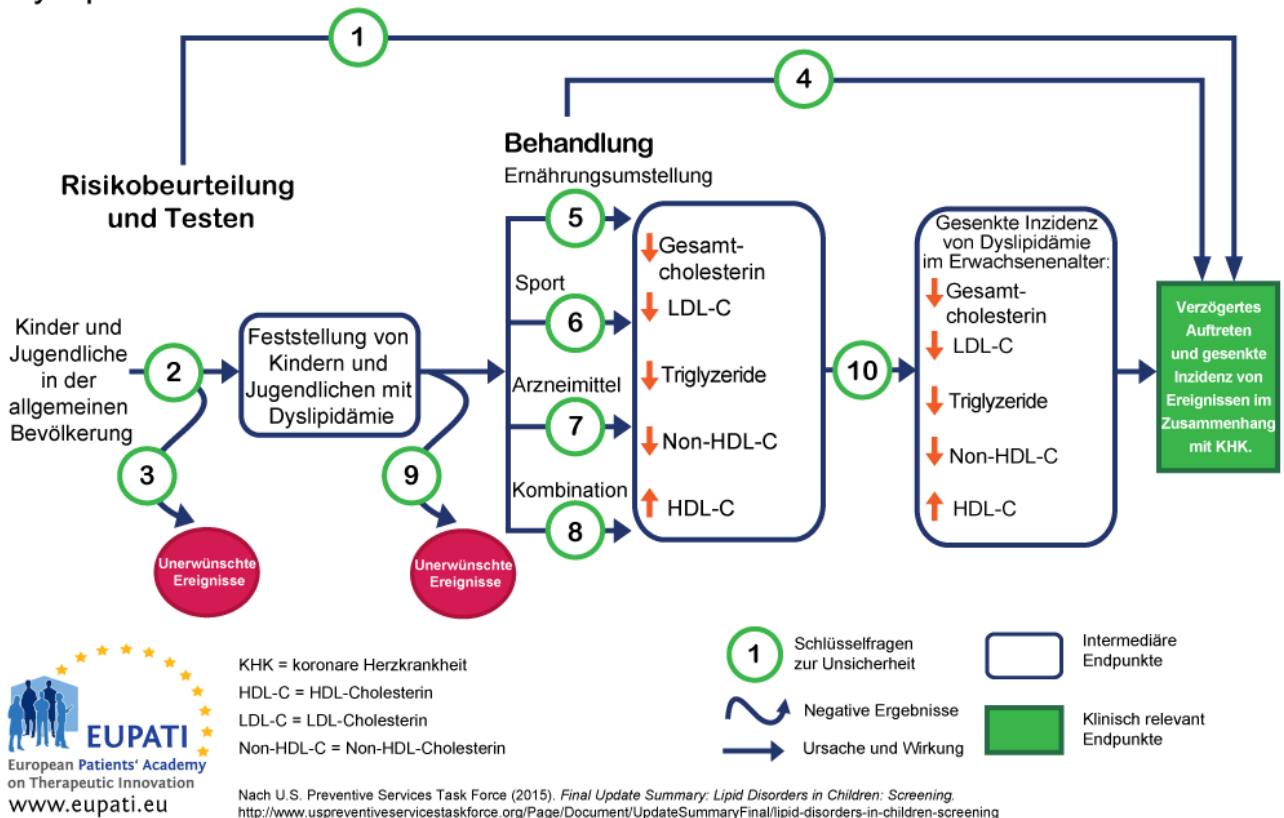 1
4
Behandlung
Ernährungsumstellung
Risikobeurteilung
und Testen
5
Gesamt-
cholesterin
Sport
6
LDL-C
Kinder und
Jugendliche
in der
allgemeinen
Bevölkerung
2
Feststellung von
Kindern und
Jugendlichen mit
Dyslipidämie
Arzneimittel
7
Triglyzeride
Non-HDL-C
3
9
Kombination
8
HDL-C
Unerwünschte
Ereignisse
Unerwünschte
Ereignisse
10
Gesenkte Inzidenz
von Dyslipidämie
im Erwachsenenalter:
Gesamt-
cholesterin
LDL-C
Triglyzeride
Non-HDL-C
HDL-C
Verzögertes
Auftreten
und gesenkte
Inzidenz von
Ereignissen im
Zusammenhang
mit KHK.
EUPATI
European Patients' Academy
on Therapeutic Innovation
www.eupati.eu
KHK = koronare Herzkrankheit
HDL-C = HDL-Cholesterin
LDL-C = LDL-Cholesterin
Non-HDL-C = Non-HDL-Cholesterin
1
Schlüsselfragen
zur Unsicherheit
Negative Ergebnisse
Ursache und Wirkung
Intermediäre
Endpunkte
Klinisch relevant
Endpunkte
Nach U.S. Preventive Services Task Force (2015). Final Update Summary: Lipid Disorders in Children: Screening.
http://www.uspreventiveservicestaskforce.org/Page/Document/UpdateSummaryFinal/lipid-disorders-in-children-screening